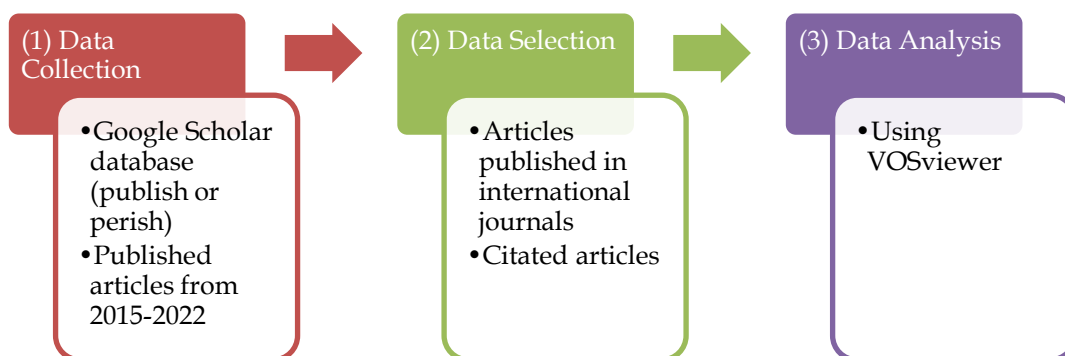 (1) Data
Collection
•Google Scholar
database
(publish or
perish)
•Published
articles from
2015-2022
(2) Data Selection
•Articles
published in
international
journals
•Citated articles
(3) Data Analysis
•Using
VOSviewer